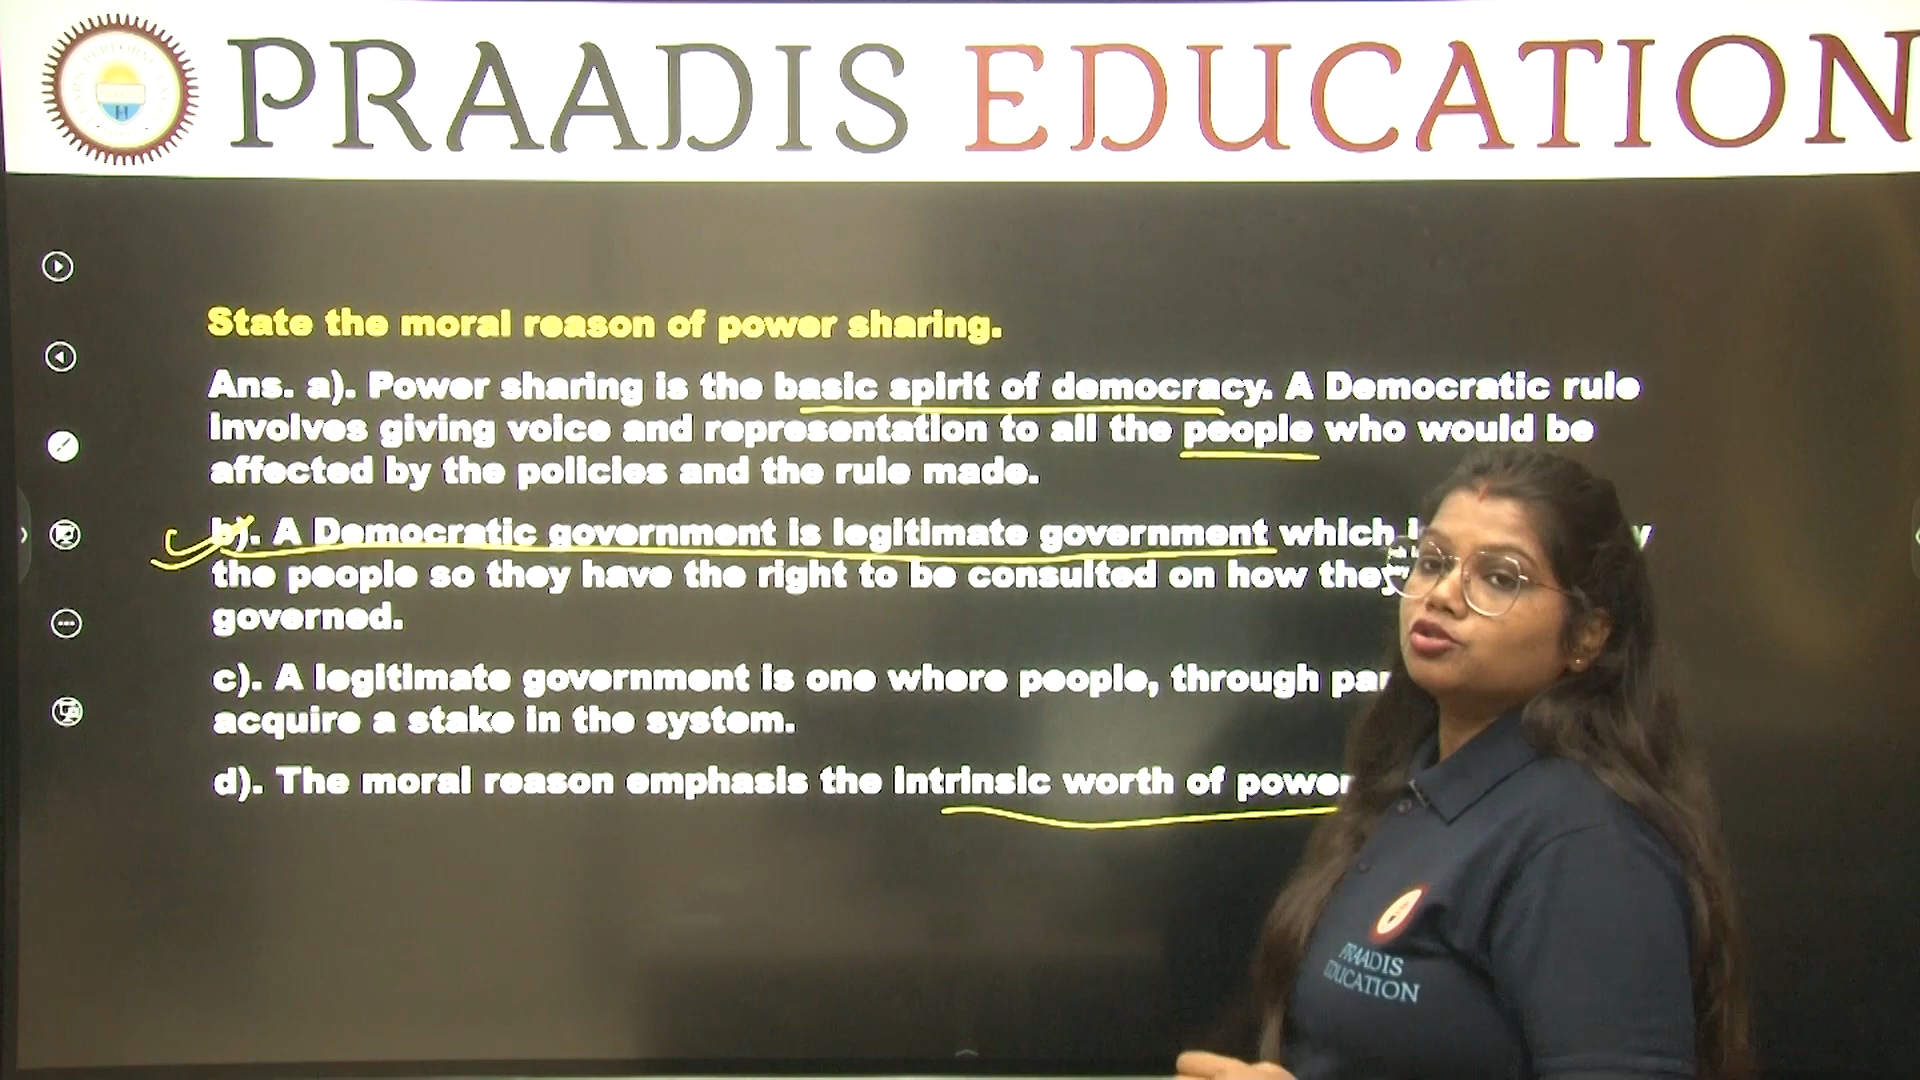 PRAADIS EDUCATION
State the moral reason of power sharing.
Ans. a). Power sharing is the basic spirit of democracy. A Democratic rule
involves giving voice and representation to all the people who would be
affected by the policies and the rule made.
b). A Democratic government is legitimate government which
the people so they have the right to be consulted on how they
governed.
c). A legitimate government is one where people, through
acquire a stake in the system.
d). The moral reason emphasis the intrinsic worth of power
PRAADIS
EDUCATION